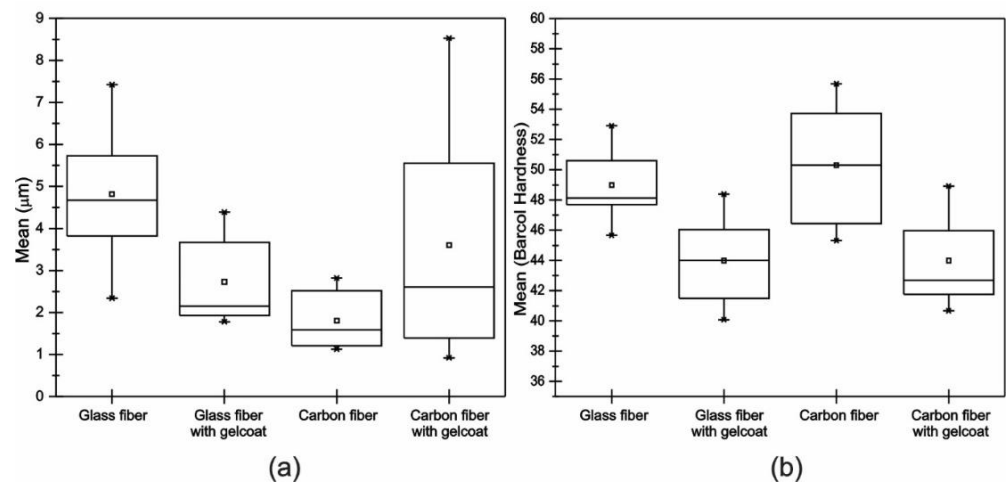 Mean (μm)
9
8
7
6
5
4
3
2
1
0
Glass fiber
Glass fiber
with gelcoat
Carbon fiber
Carbon fiber
with gelcoat
(a)
Mean (Barcol Hardness)
60
58
56
54
52
50
48
46
44
42
40
38
36
Glass fiber
Glass fiber
with gelcoat
Carbon fiber
Carbon fiber
with gelcoat
(b)